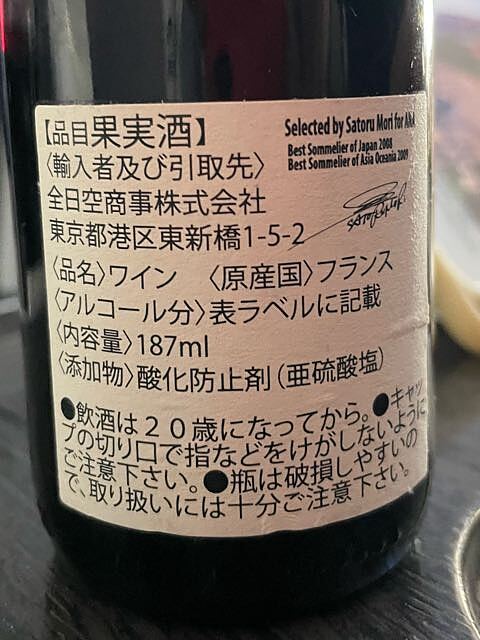 【品目果実酒】
Selected by Satoru Mori for ANA
Best Sommelier of Japan 2008
Best Sommelier of Asia Oceania 2009
〈輸入者及び引取先〉
全日空商事株式会社
東京都港区東新橋1-5-2
〈品名〉ワイン 〈原産国〉フランス
〈アルコール分〉表ラベルに記載
〈内容量〉187ml
〈添加物〉酸化防止剤（亜硫酸塩）
●飲酒は２０歳になってから。●キャッ
プの切り口で指などをけがしないように
ご注意下さい。●瓶は破損しやすいの
で、取り扱いには十分ご注意下さい。